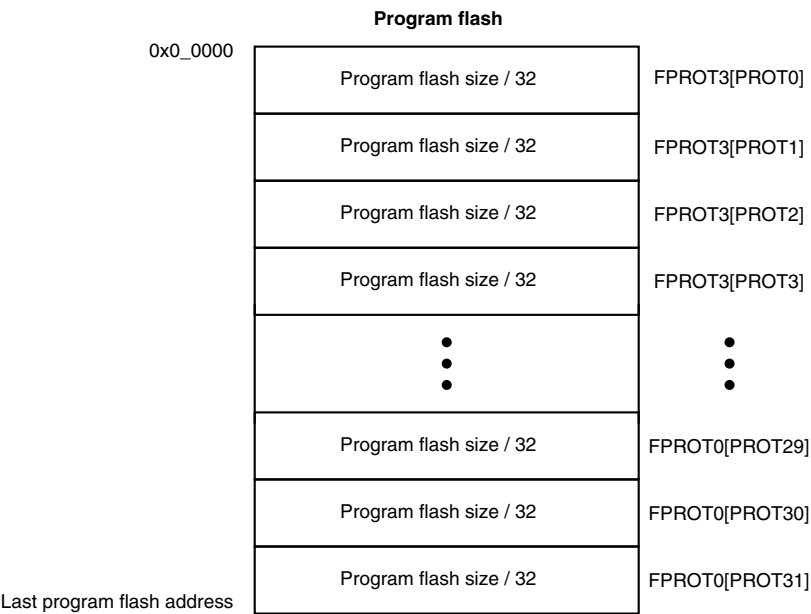 Program flash
0x0_0000
Program flash size / 32
FPROT3[PROT0]
Program flash size / 32
FPROT3[PROT1]
Program flash size / 32
FPROT3[PROT2]
Program flash size / 32
FPROT3[PROT3]
Program flash size / 32
FPROT0[PROT29]
Program flash size / 32
FPROT0[PROT30]
Program flash size / 32
FPROT0[PROT31]
Last program flash address